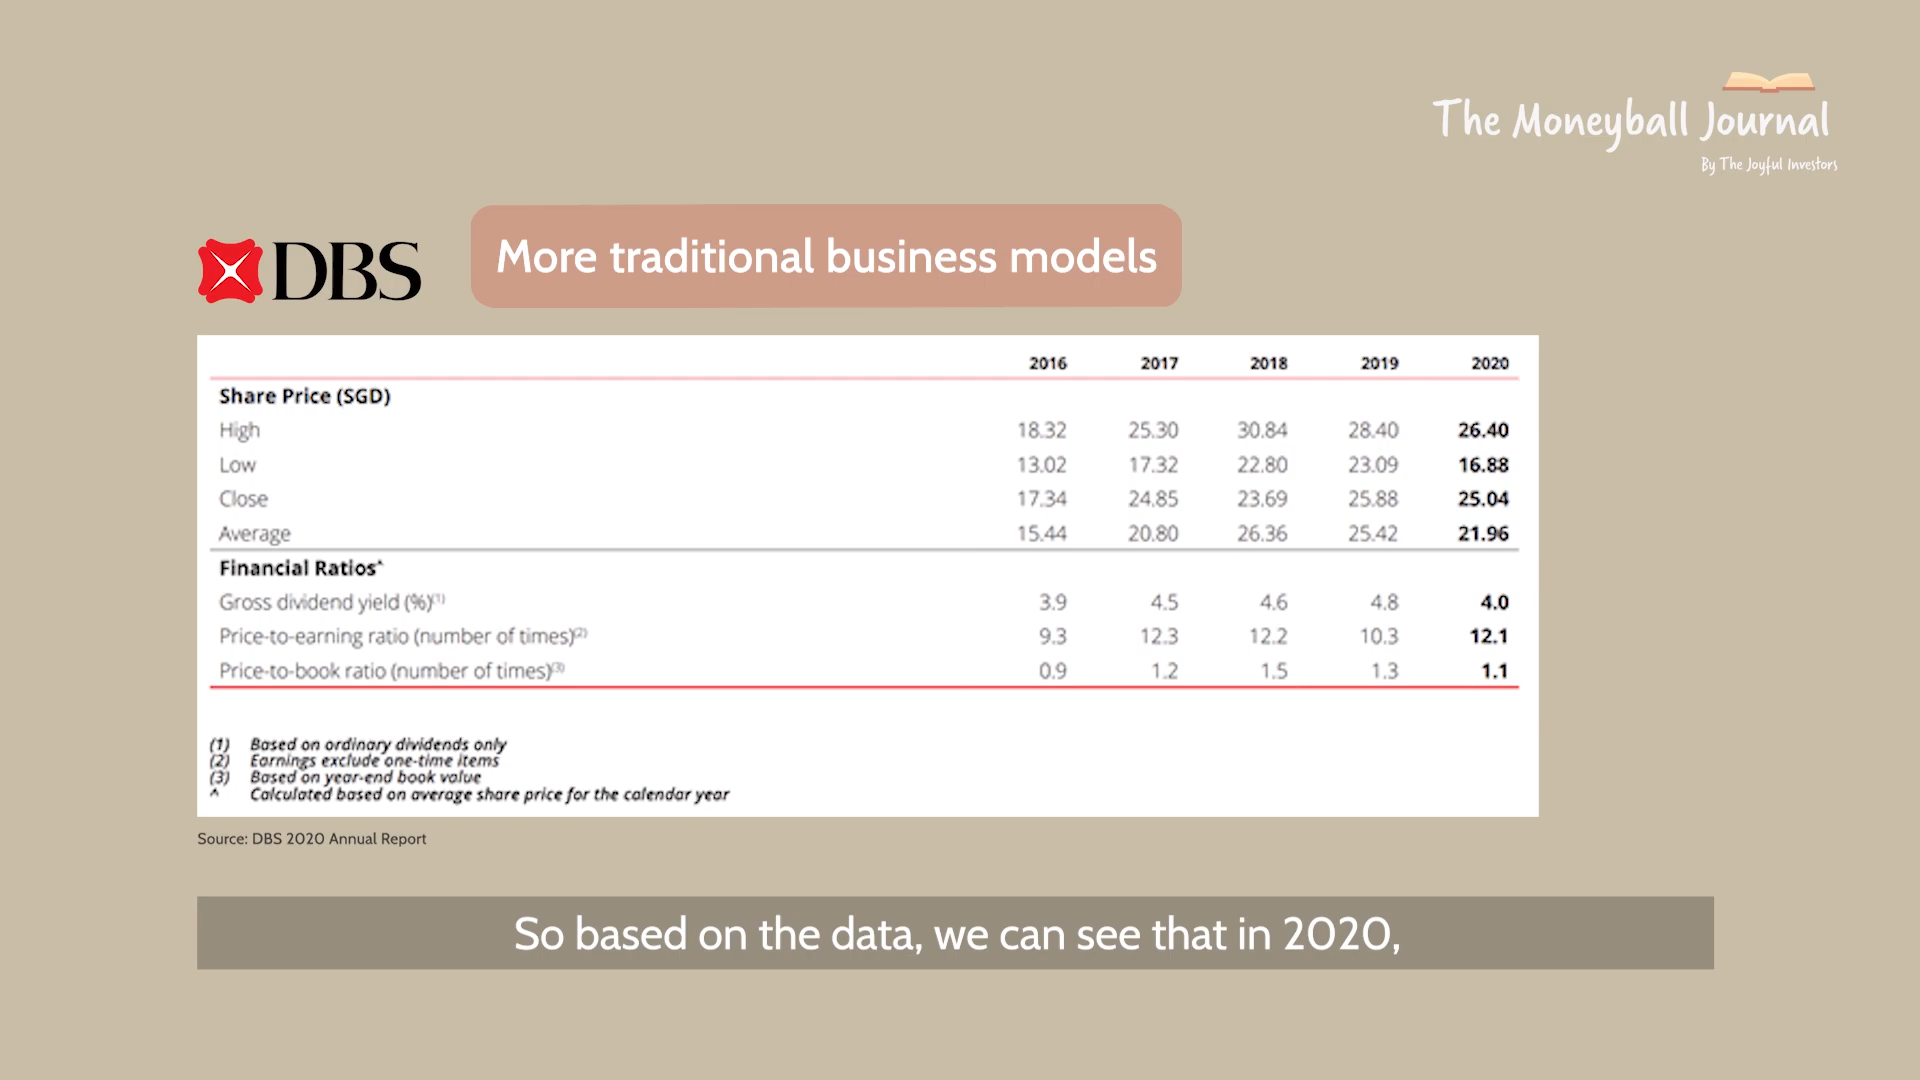 The Moneyball Journal
By The Joyful Investors
DBS
More traditional business models
2016 2017 2018 2019 2020
Share Price (SGD)
High 18.32 25.30 30.84 28.40 26.40
Low 13.02 17.32 22.80 23.09 16.88
Close 17.34 24.85 23.69 25.88 25.04
Average 15.44 20.80 26.36 25.42 21.96
Financial Ratios^
Gross dividend yield (%)(1) 3.9 4.5 4.6 4.8 4.0
Price-to-earning ratio (number of times)(2) 9.3 12.3 12.2 10.3 12.1
Price-to-book ratio (number of times)(3) 0.9 1.2 1.5 1.3 1.1
(1) Based on ordinary dividends only
(2) Earnings exclude one-time items
(3) Based on year-end book value
^ Calculated based on average share price for the calendar year
Source: DBS 2020 Annual Report
So based on the data, we can see that in 2020,